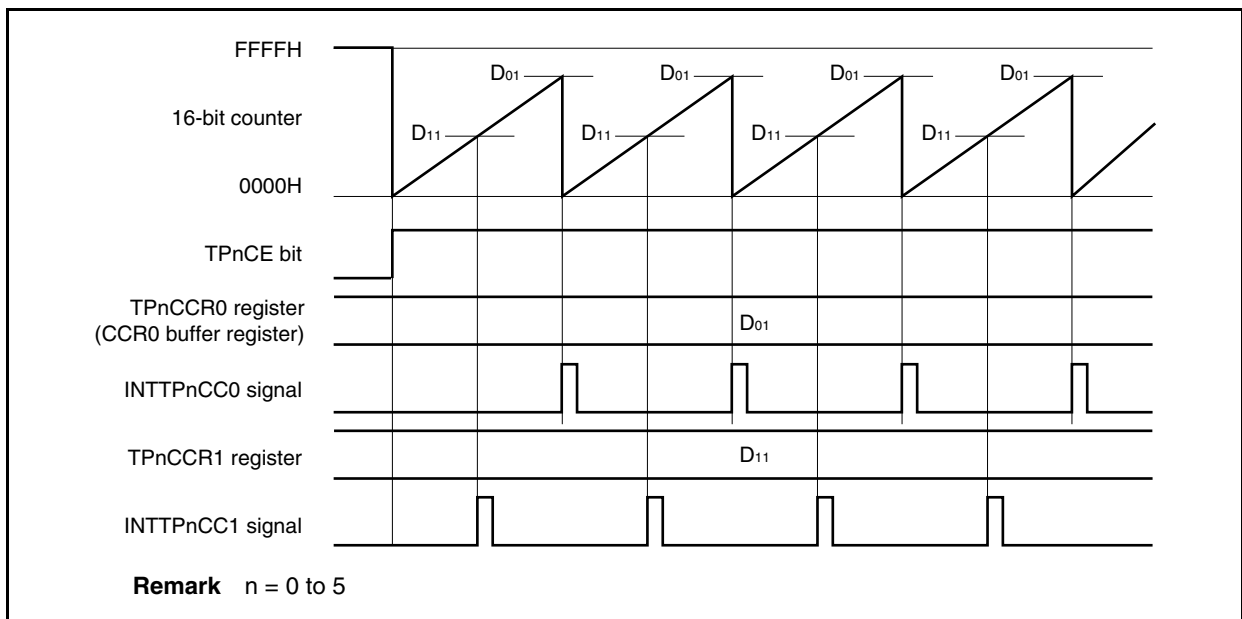 FFFFH
D01 D01 D01 D01
16-bit counter
D11 D11 D11 D11
0000H
TPnCE bit
TPnCCR0 register
(CCR0 buffer register)
D01
INTTPnCC0 signal
TPnCCR1 register
D11
INTTPnCC1 signal
Remark n = 0 to 5